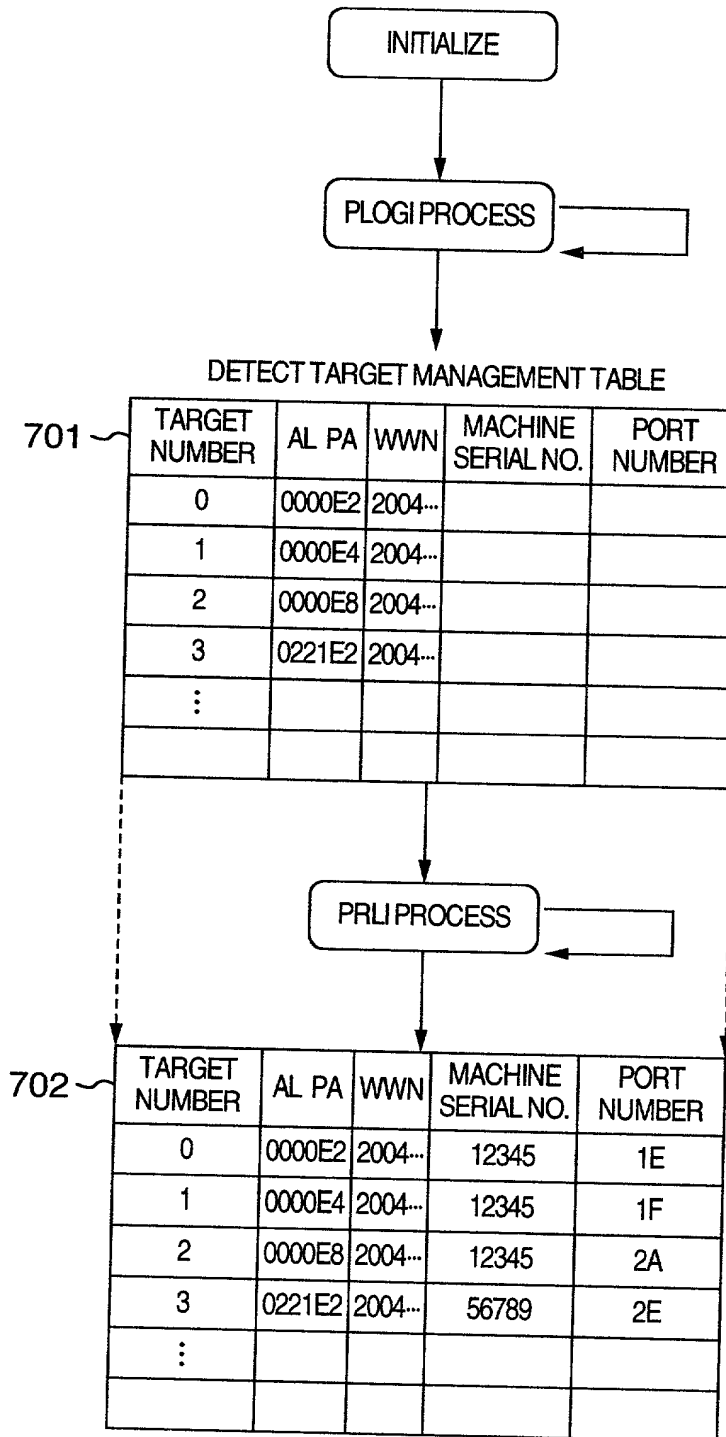 INITIALIZE
PLOGI PROCESS
DETECT TARGET MANAGEMENT TABLE
701
TARGET NUMBER AL PA WWN MACHINE SERIAL NO. PORT NUMBER
0 0000E2 2004···
1 0000E4 2004···
2 0000E8 2004···
3 0221E2 2004···
⋮
PRLI PROCESS
702
TARGET NUMBER AL PA WWN MACHINE SERIAL NO. PORT NUMBER
0 0000E2 2004··· 12345 1E
1 0000E4 2004··· 12345 1F
2 0000E8 2004··· 12345 2A
3 0221E2 2004··· 56789 2E
⋮